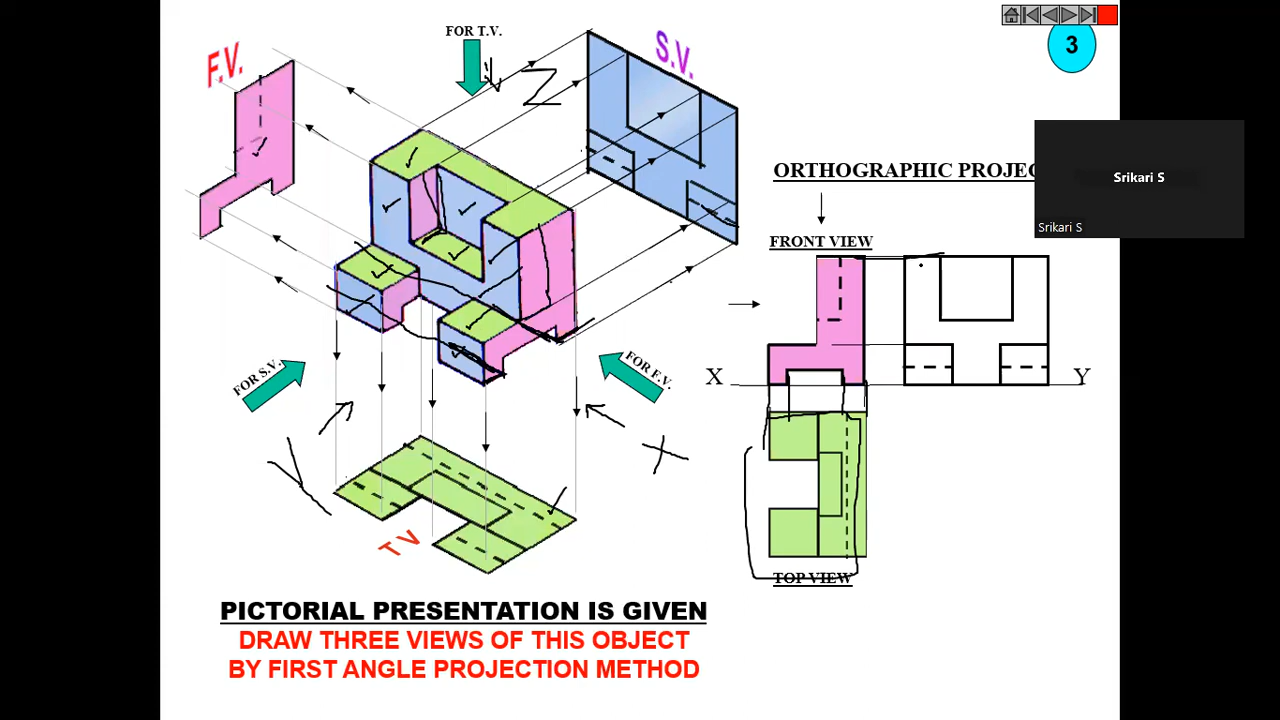 FOR T.V.
F.V.
S.V.
Z
3
ORTHOGRAPHIC PROJEC
Srikari S
Srikari S
FRONT VIEW
FOR S.V.
FOR F.V.
X
Y
Y
X
T V
TOP VIEW
PICTORIAL PRESENTATION IS GIVEN
DRAW THREE VIEWS OF THIS OBJECT
BY FIRST ANGLE PROJECTION METHOD